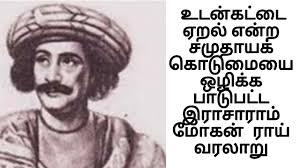 உடன்கட்டை
ஏறல் என்ற
சமுதாயக்
கொடுமையை
ஒழிக்க
பாடுபட்ட
இராசாராம்
மோகன் ராய்
வரலாறு